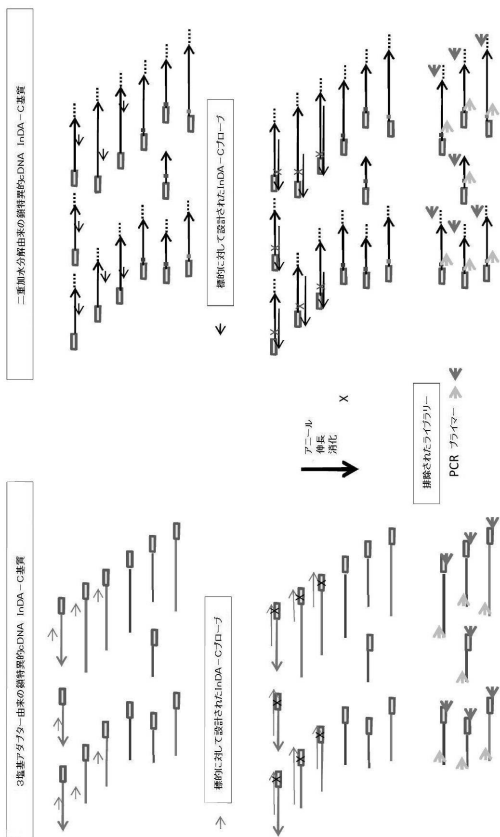 3塩基アダプター由来の鎖特異的cDNA InDA-C基質
二重加水分解由来の鎖特異的cDNA InDA-C基質
標的に対して設計されたInDA-Cプローブ
標的に対して設計されたInDA-Cプローブ
アニール
伸長
消化
X
排除されたライブラリー
PCR プライマー